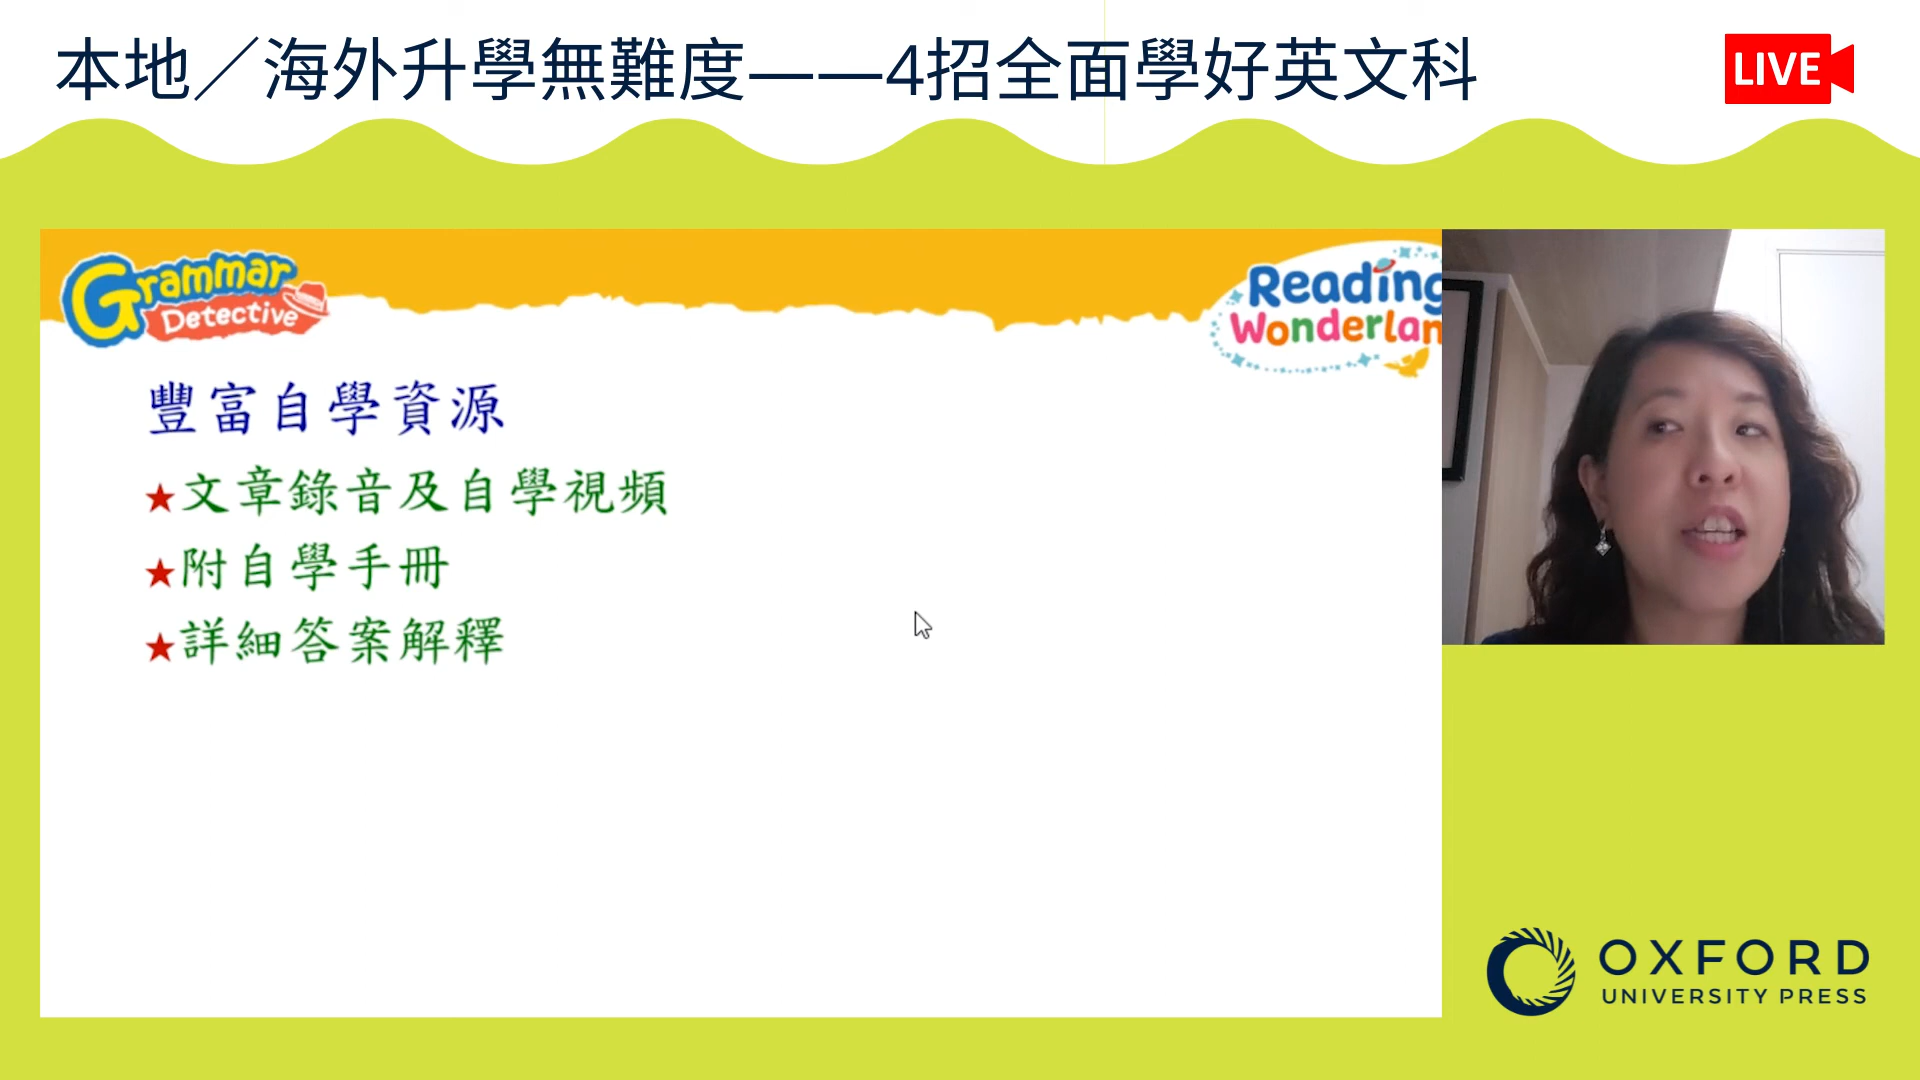 本地／海外升學無難度——4招全面學好英文科
LIVE
Grammar
Detective
Reading
Wonderlan
豐富自學資源
★文章錄音及自學視頻
★附自學手冊
★詳細答案解釋
OXFORD
UNIVERSITY PRESS